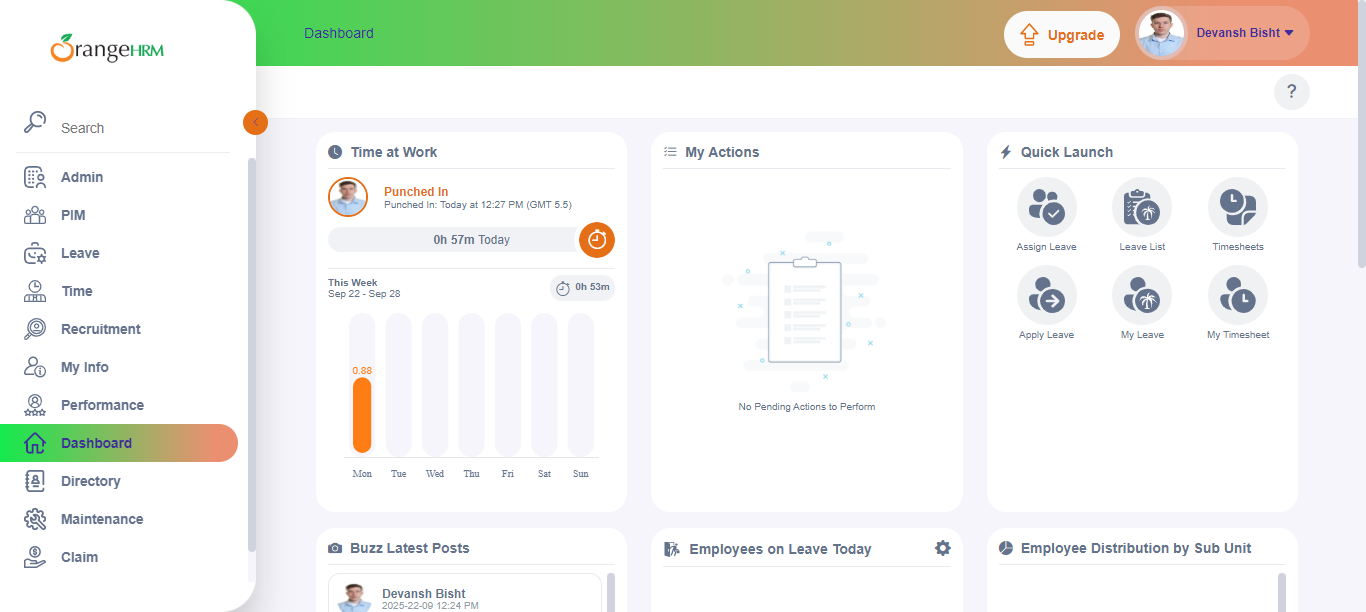 OrangeHRM
Search
Admin
PIM
Leave
Time
Recruitment
My Info
Performance
Dashboard
Directory
Maintenance
Claim
Dashboard
Upgrade
Devansh Bisht
?
Time at Work
Punched In
Punched In: Today at 12:27 PM (GMT 5.5)
0h 57m Today
This Week
Sep 22 - Sep 28
0h 53m
0.88
Mon Tue Wed Thu Fri Sat Sun
My Actions
No Pending Actions to Perform
Quick Launch
Assign Leave Leave List Timesheets
Apply Leave My Leave My Timesheet
Buzz Latest Posts
Devansh Bisht
2025-22-09 12:24 PM
Employees on Leave Today
Employee Distribution by Sub Unit